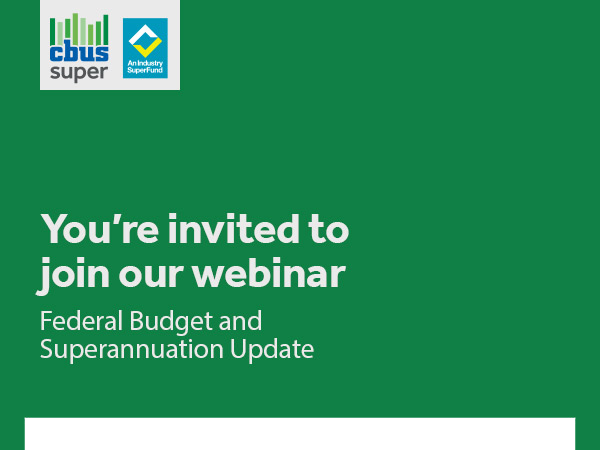 cbus
super
An Industry
SuperFund
You're invited to
join our webinar
Federal Budget and
Superannuation Update